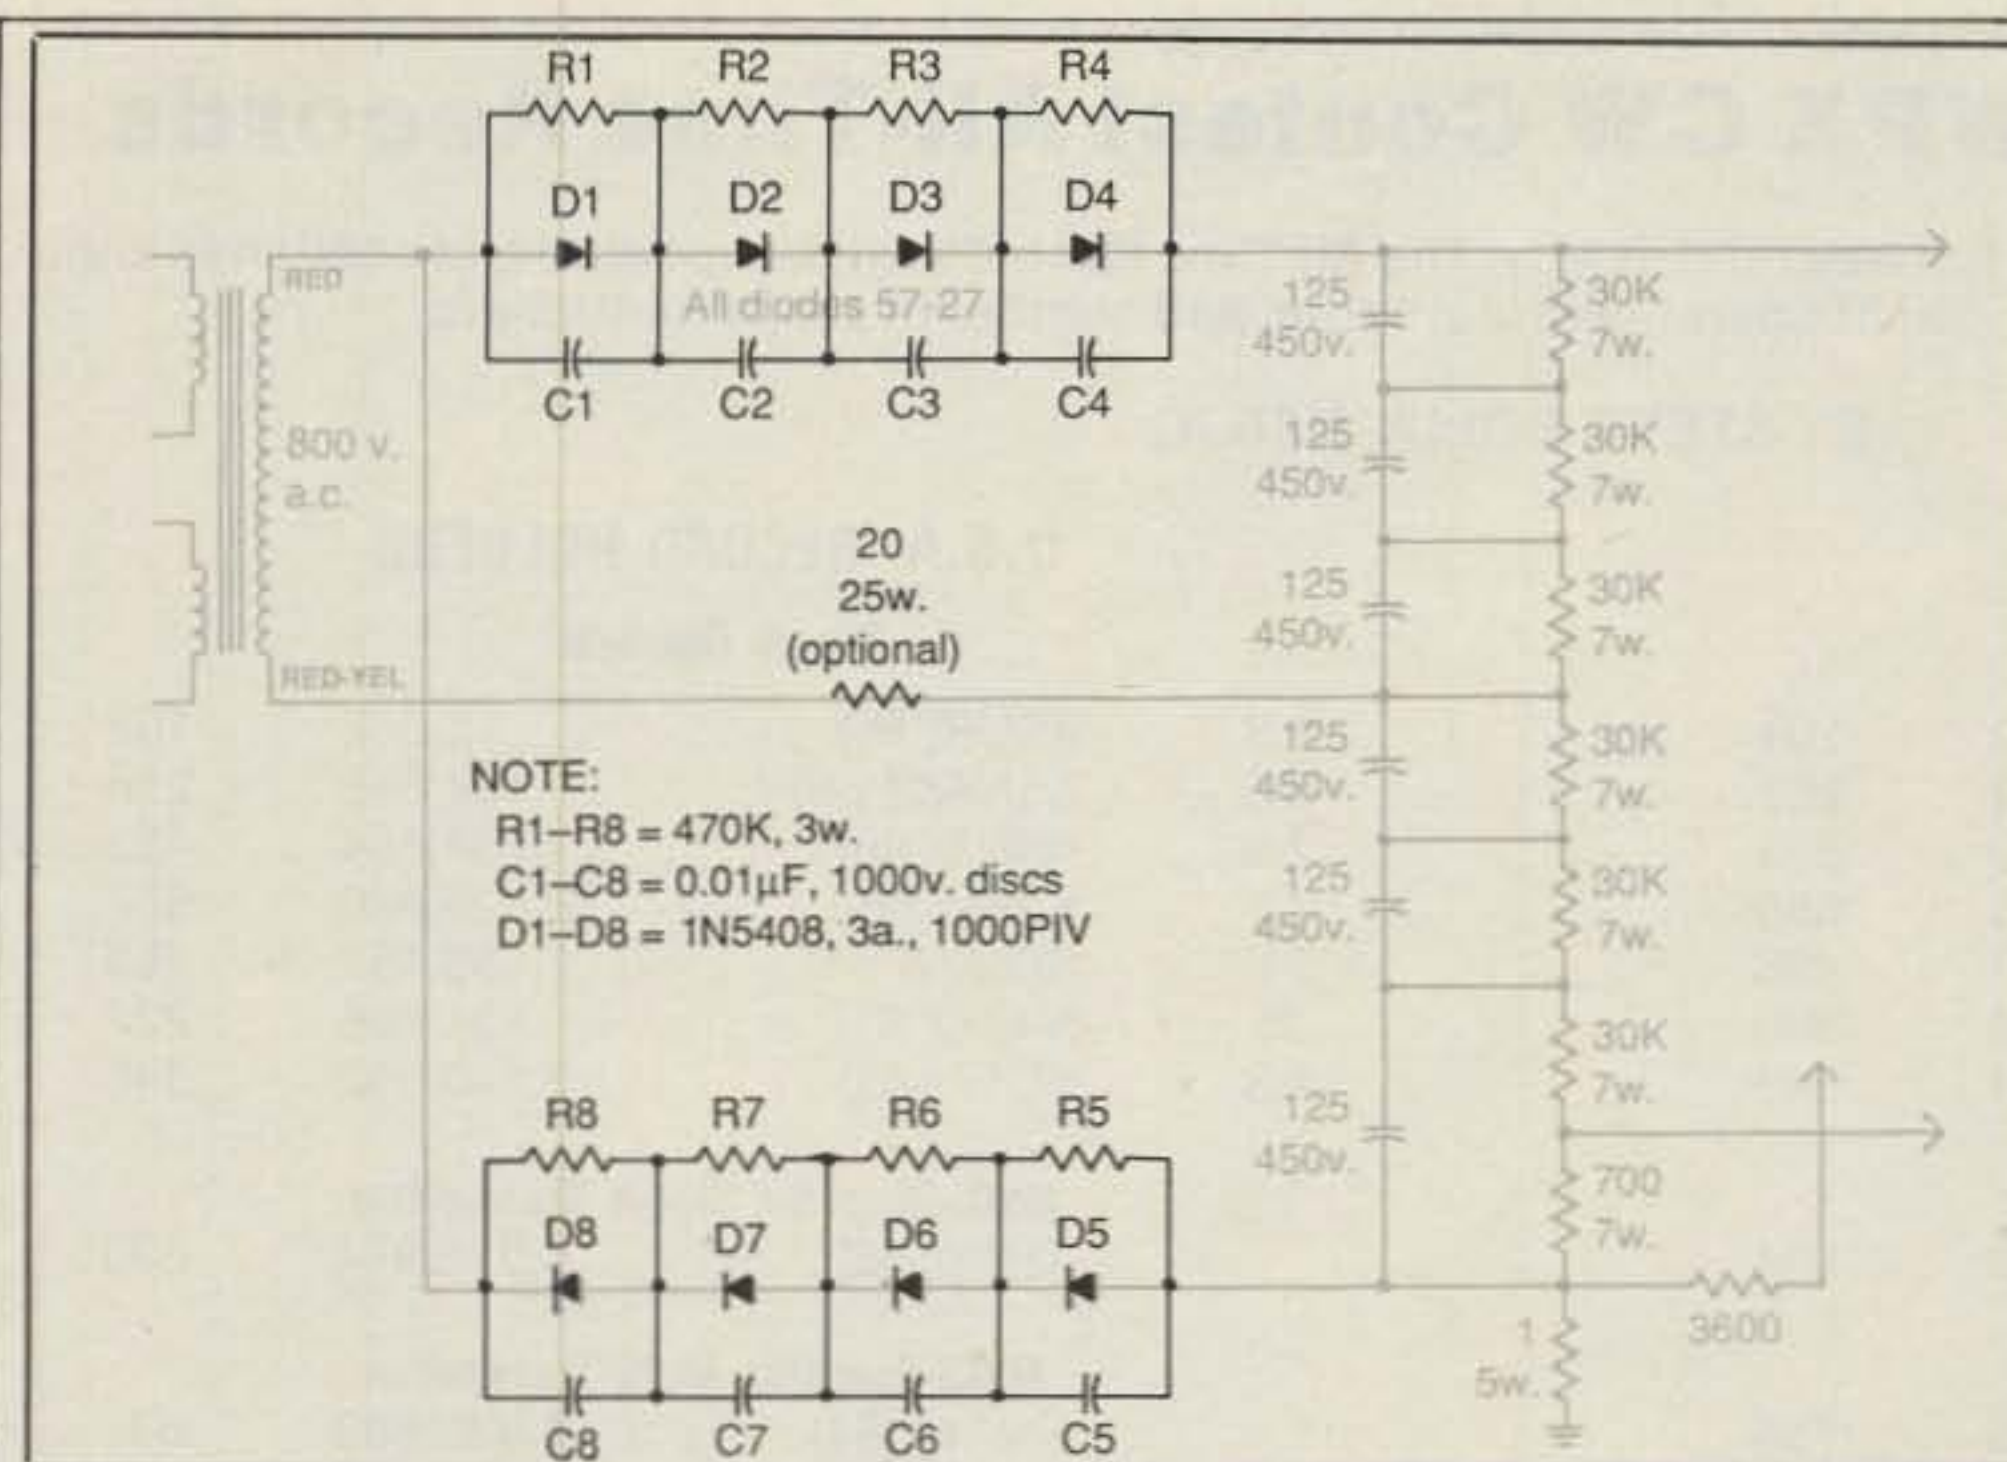 R1 R2 R3 R4
D1 D2 D3 D4
RED
All diodes 57-27
C1 C2 C3 C4
800 v.
a.c.
125
450v.
30K
7w.
125
450v.
30K
7w.
20
25w.
(optional)
125
450v.
30K
7w.
RED-YEL
125
450v.
30K
7w.
NOTE:
R1–R8 = 470K, 3w.
C1–C8 = 0.01μF, 1000v. discs
D1–D8 = 1N5408, 3a., 1000PIV
125
450v.
30K
7w.
30K
7w.
125
450v.
R8 R7 R6 R5
D8 D7 D6 D5
C8 C7 C6 C5
700
7w.
3600
1
5w.